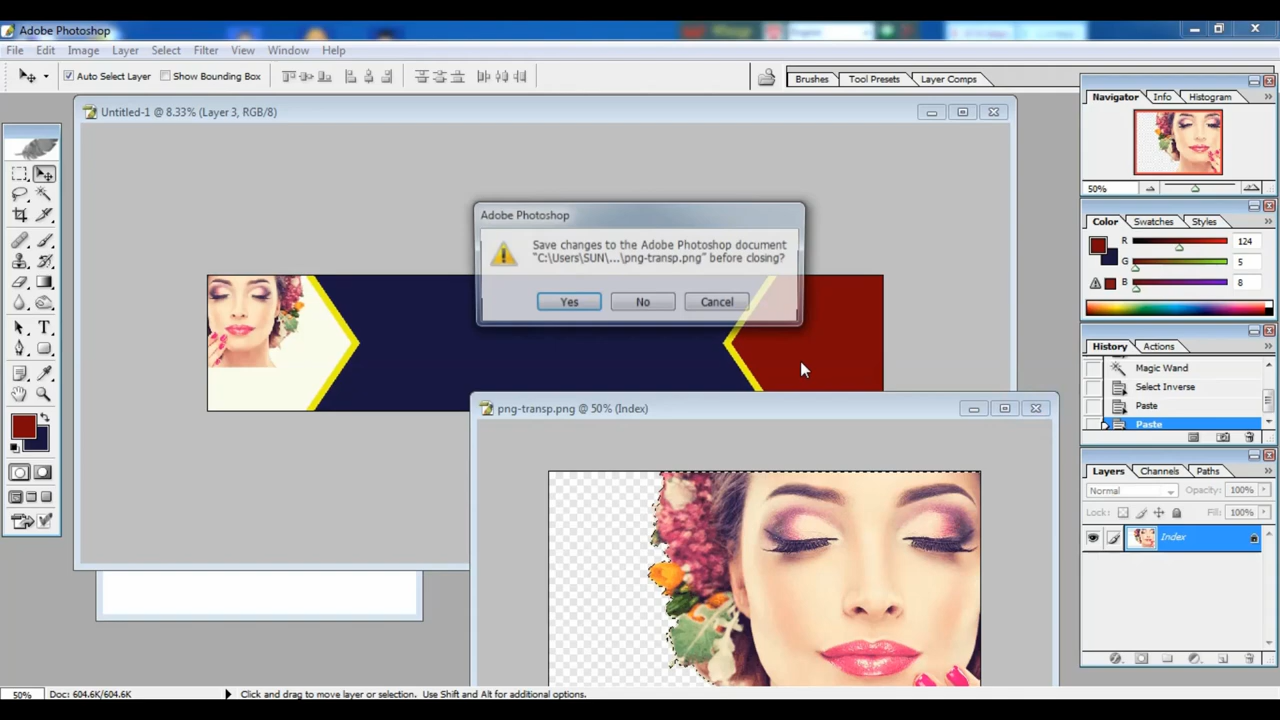 Adobe Photoshop
File Edit Image Layer Select Filter View Window Help
Auto Select Layer Show Bounding Box
Brushes Tool Presets Layer Comps
Untitled-1 @ 8.33% (Layer 3, RGB/8)
Navigator Info Histogram
50%
Adobe Photoshop
Save changes to the Adobe Photoshop document
"C:\Users\SUN\...\png-transp.png" before closing?
Yes No Cancel
Color Swatches Styles
R 124
G 5
B 8
History Actions
Magic Wand
Select Inverse
Paste
Paste
png-transp.png @ 50% (Index)
Layers Channels Paths
Normal Opacity: 100%
Lock: Fill: 100%
Index
50% Doc: 604.6K/604.6K Click and drag to move layer or selection. Use Shift and Alt for additional options.